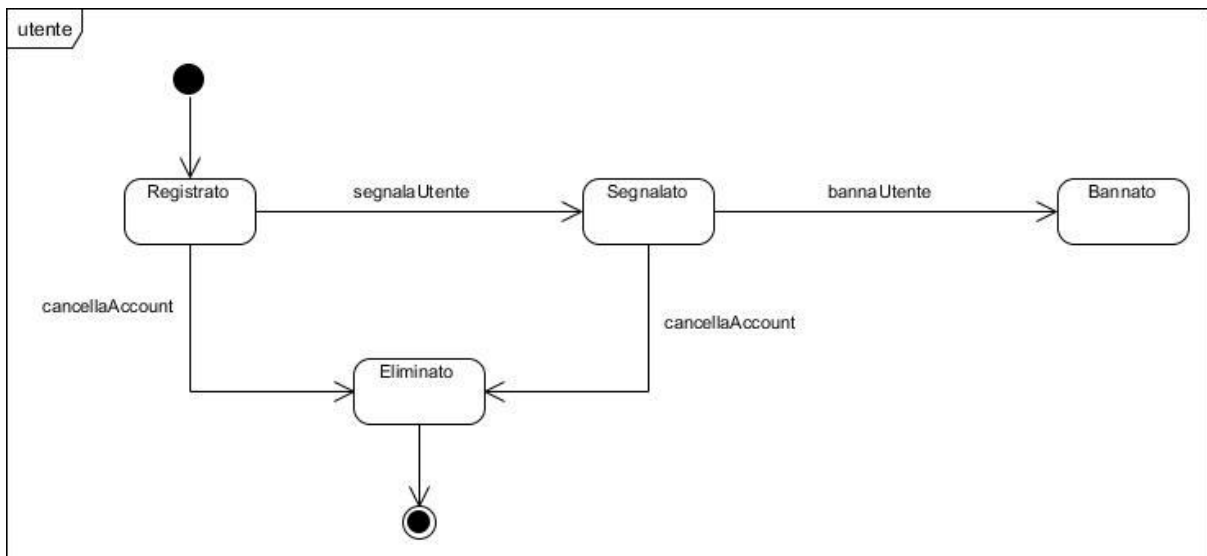 utente
Registrato
segnalaUtente
Segnalato
bannaUtente
Bannato
cancellaAccount
cancellaAccount
Eliminato